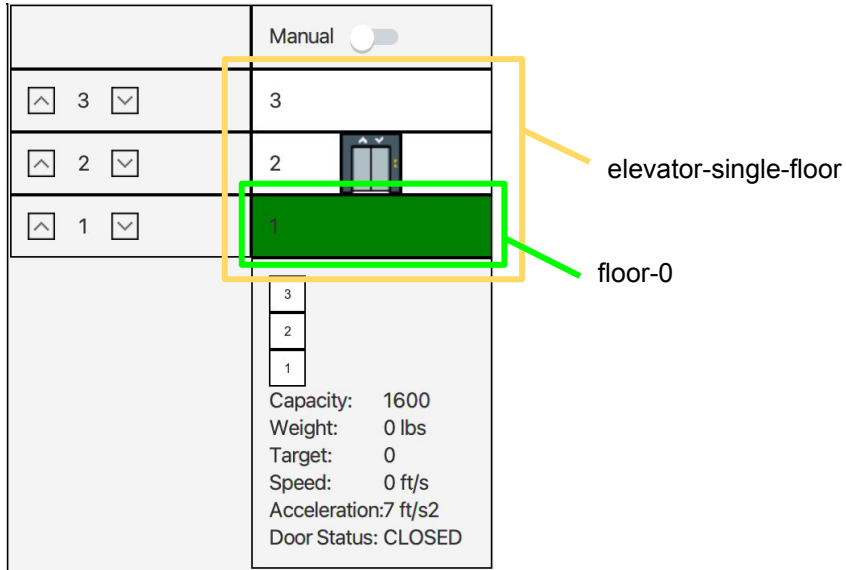 Manual
3 3
2 2
1 1
elevator-single-floor
floor-0
3
2
1
Capacity: 1600
Weight: 0 lbs
Target: 0
Speed: 0 ft/s
Acceleration:7 ft/s2
Door Status: CLOSED